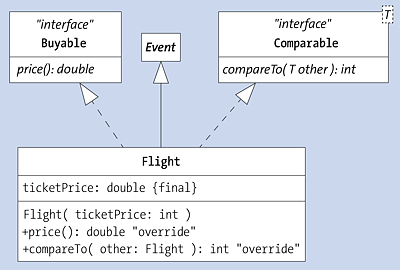 "interface"
Buyable
price(): double
Event
T
"interface"
Comparable
compareTo( T other ): int
Flight
ticketPrice: double {final}
Flight( ticketPrice: int )
+price(): double "override"
+compareTo( other: Flight ): int "override"